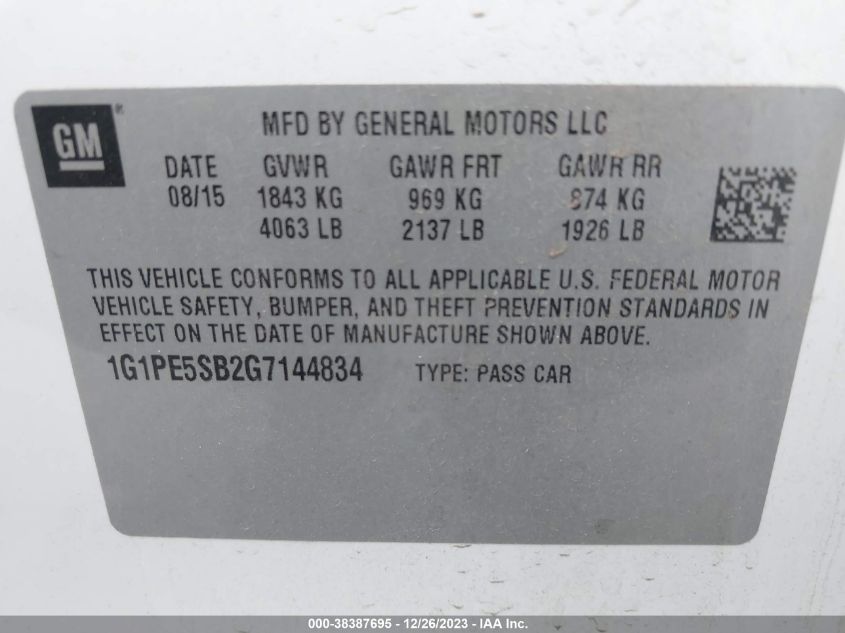 GM ®
MFD BY GENERAL MOTORS LLC
DATE GVWR GAWR FRT GAWR RR
08/15 1843 KG 969 KG 874 KG
4063 LB 2137 LB 1926 LB
THIS VEHICLE CONFORMS TO ALL APPLICABLE U.S. FEDERAL MOTOR
VEHICLE SAFETY, BUMPER, AND THEFT PREVENTION STANDARDS IN
EFFECT ON THE DATE OF MANUFACTURE SHOWN ABOVE.
1G1PE5SB2G7144834 TYPE: PASS CAR
000-38387695 - 12/26/2023 - IAA Inc.